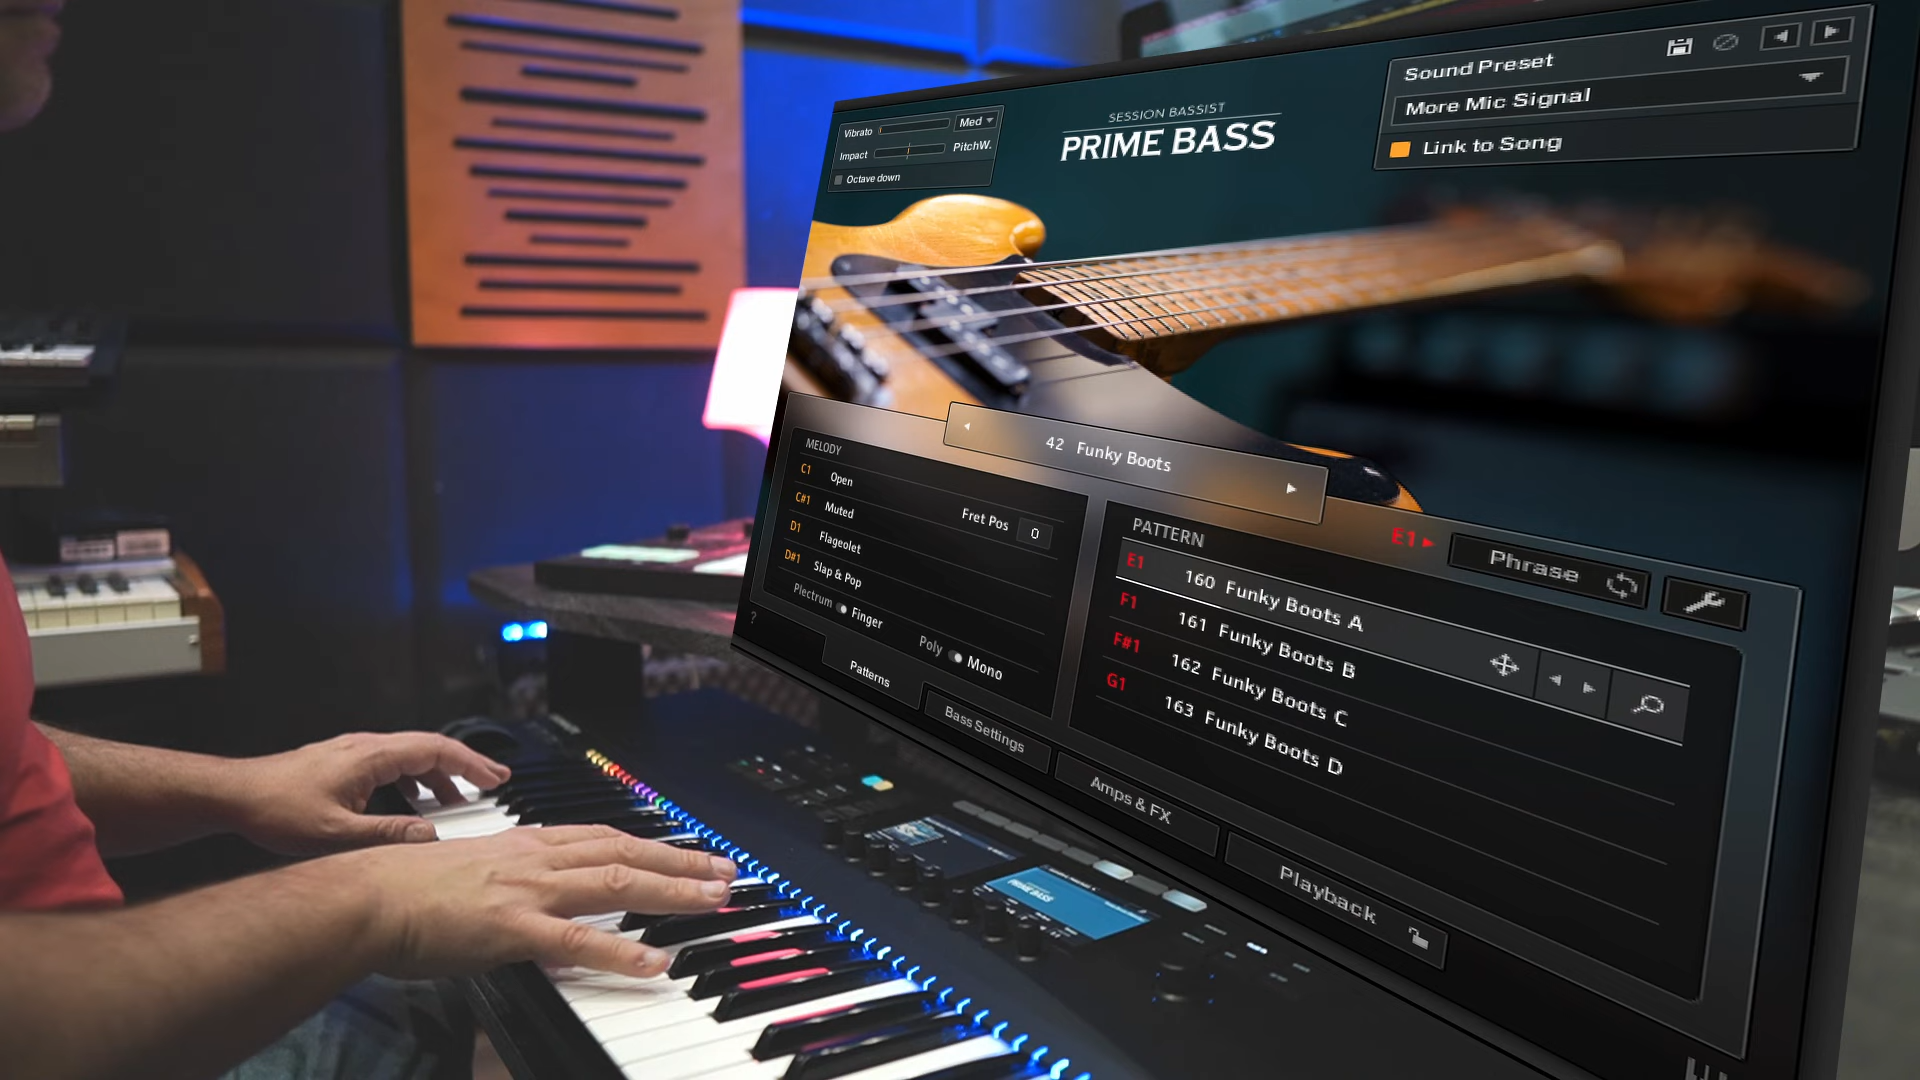 Vibrato
Med
Impact
PitchW.
Octave down
SESSION BASSIST
PRIME BASS
Sound Preset
More Mic Signal
Link to Song
42 Funky Boots
MELODY
C1 Open
C#1 Muted
Fret Pos 0
D1 Flageolet
D#1 Slap & Pop
Plectrum Finger
Poly Mono
?
PATTERN
E1
Phrase
E1 160 Funky Boots A
F1 161 Funky Boots B
F#1 162 Funky Boots C
G1 163 Funky Boots D
Patterns
Bass Settings
Amps & FX
Playback
PRIME BASS